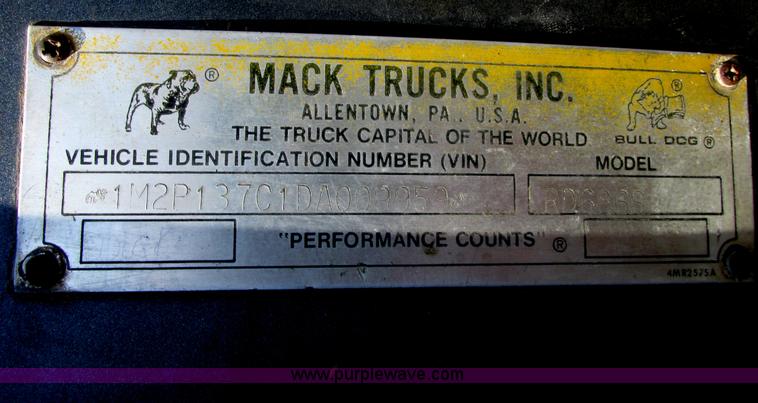 MACK TRUCKS, INC.
ALLENTOWN, PA. U.S.A.
THE TRUCK CAPITAL OF THE WORLD
BULL DOG ®
VEHICLE IDENTIFICATION NUMBER (VIN)
MODEL
"PERFORMANCE COUNTS" ®
4MR2575A
www.purplewave.com